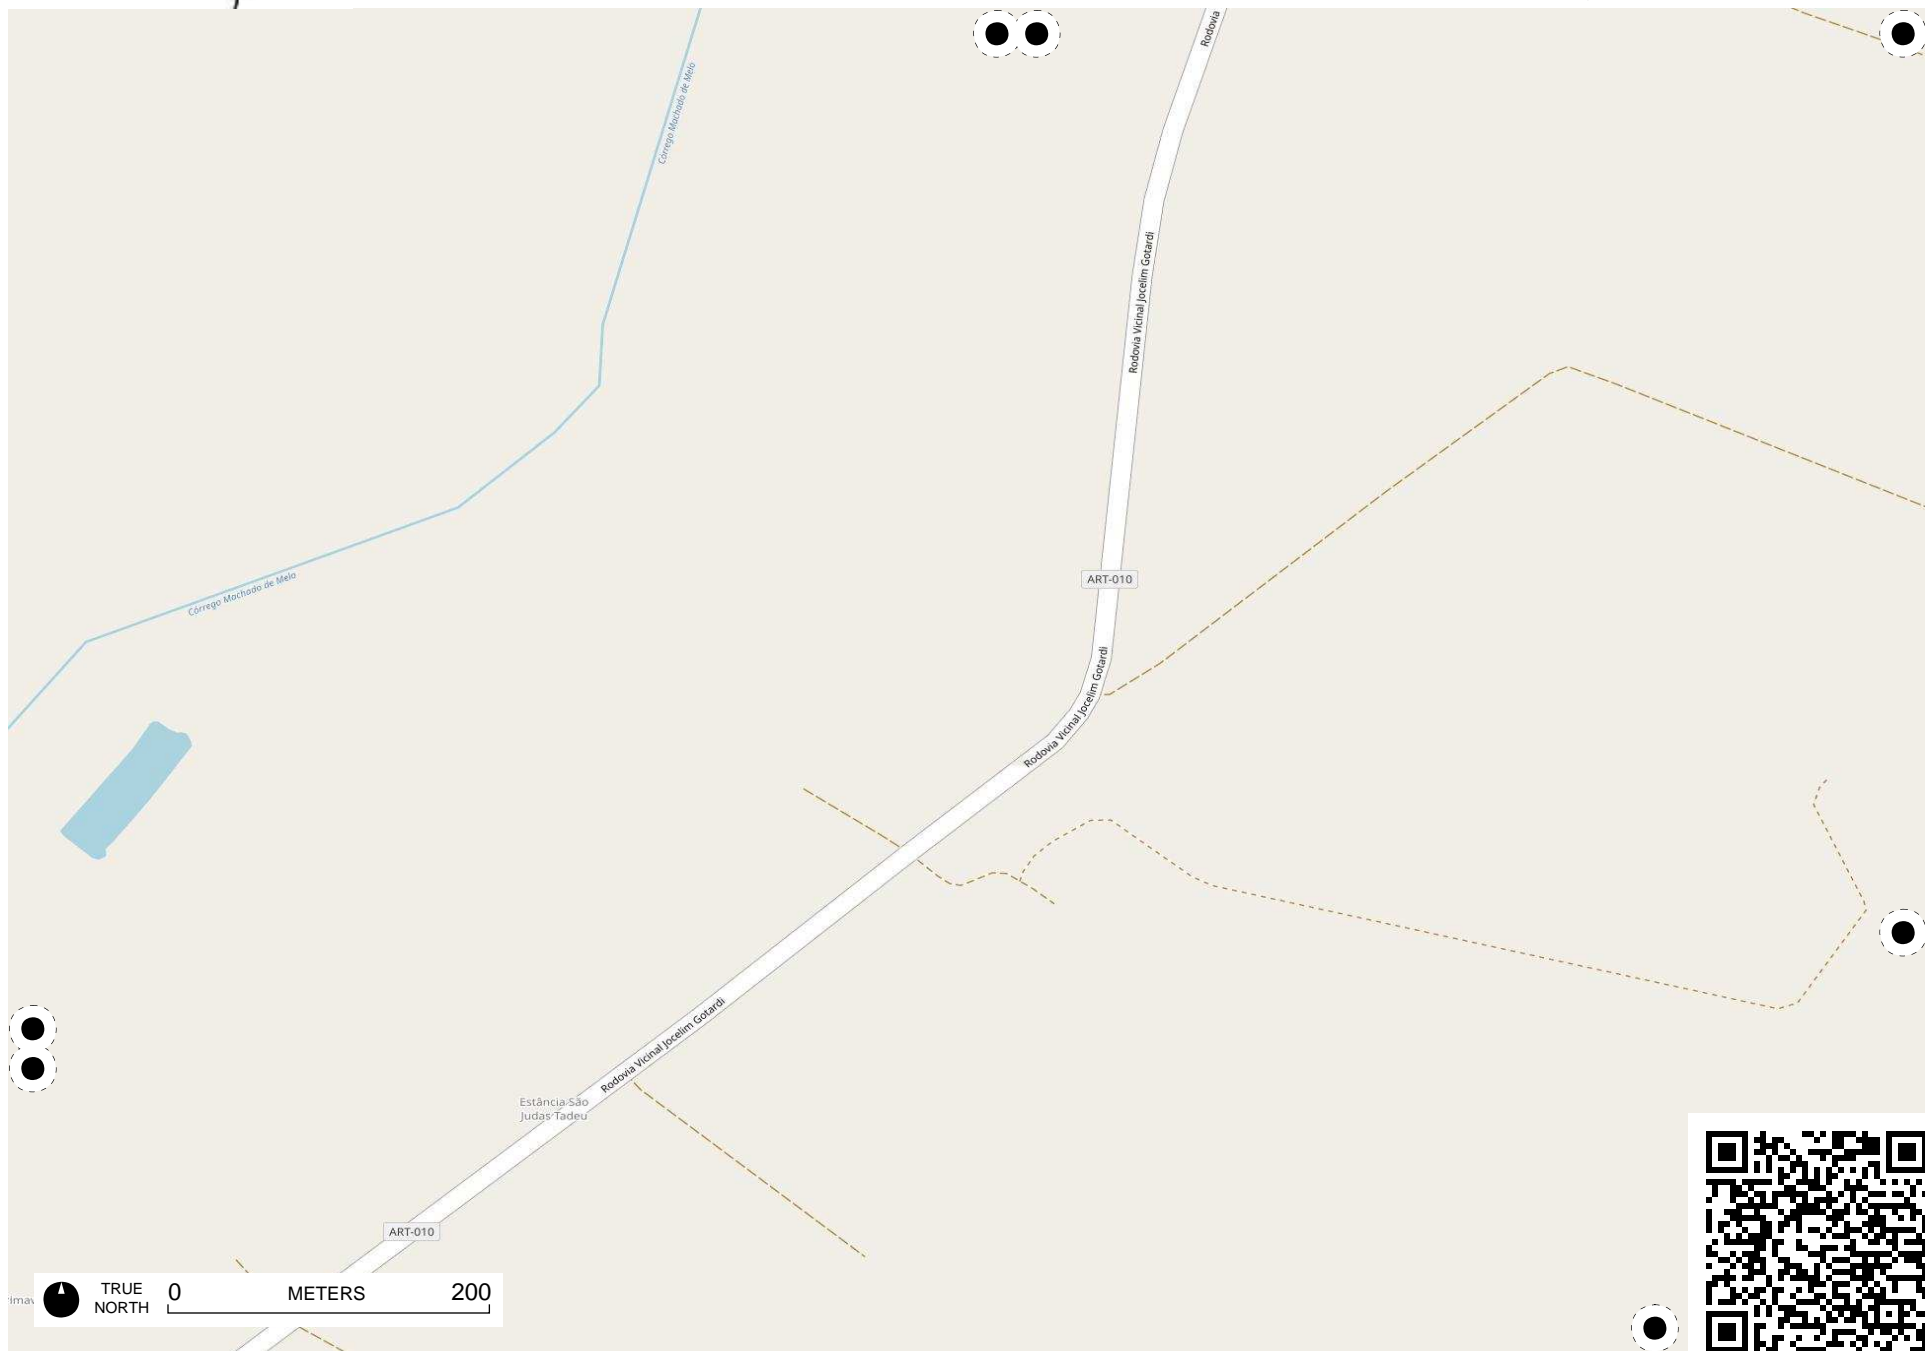 Rodovia
Córrego Machado de Melo
Rodovia Vicinal Jocelim Gotardi
ART-010
Córrego Machado de Melo
Rodovia Vicinal Jocelim Gotardi
Rodovia Vicinal Jocelim Gotardi
Estância São
Judas Tadeu
ART-010
TRUE
NORTH
0 METERS 200